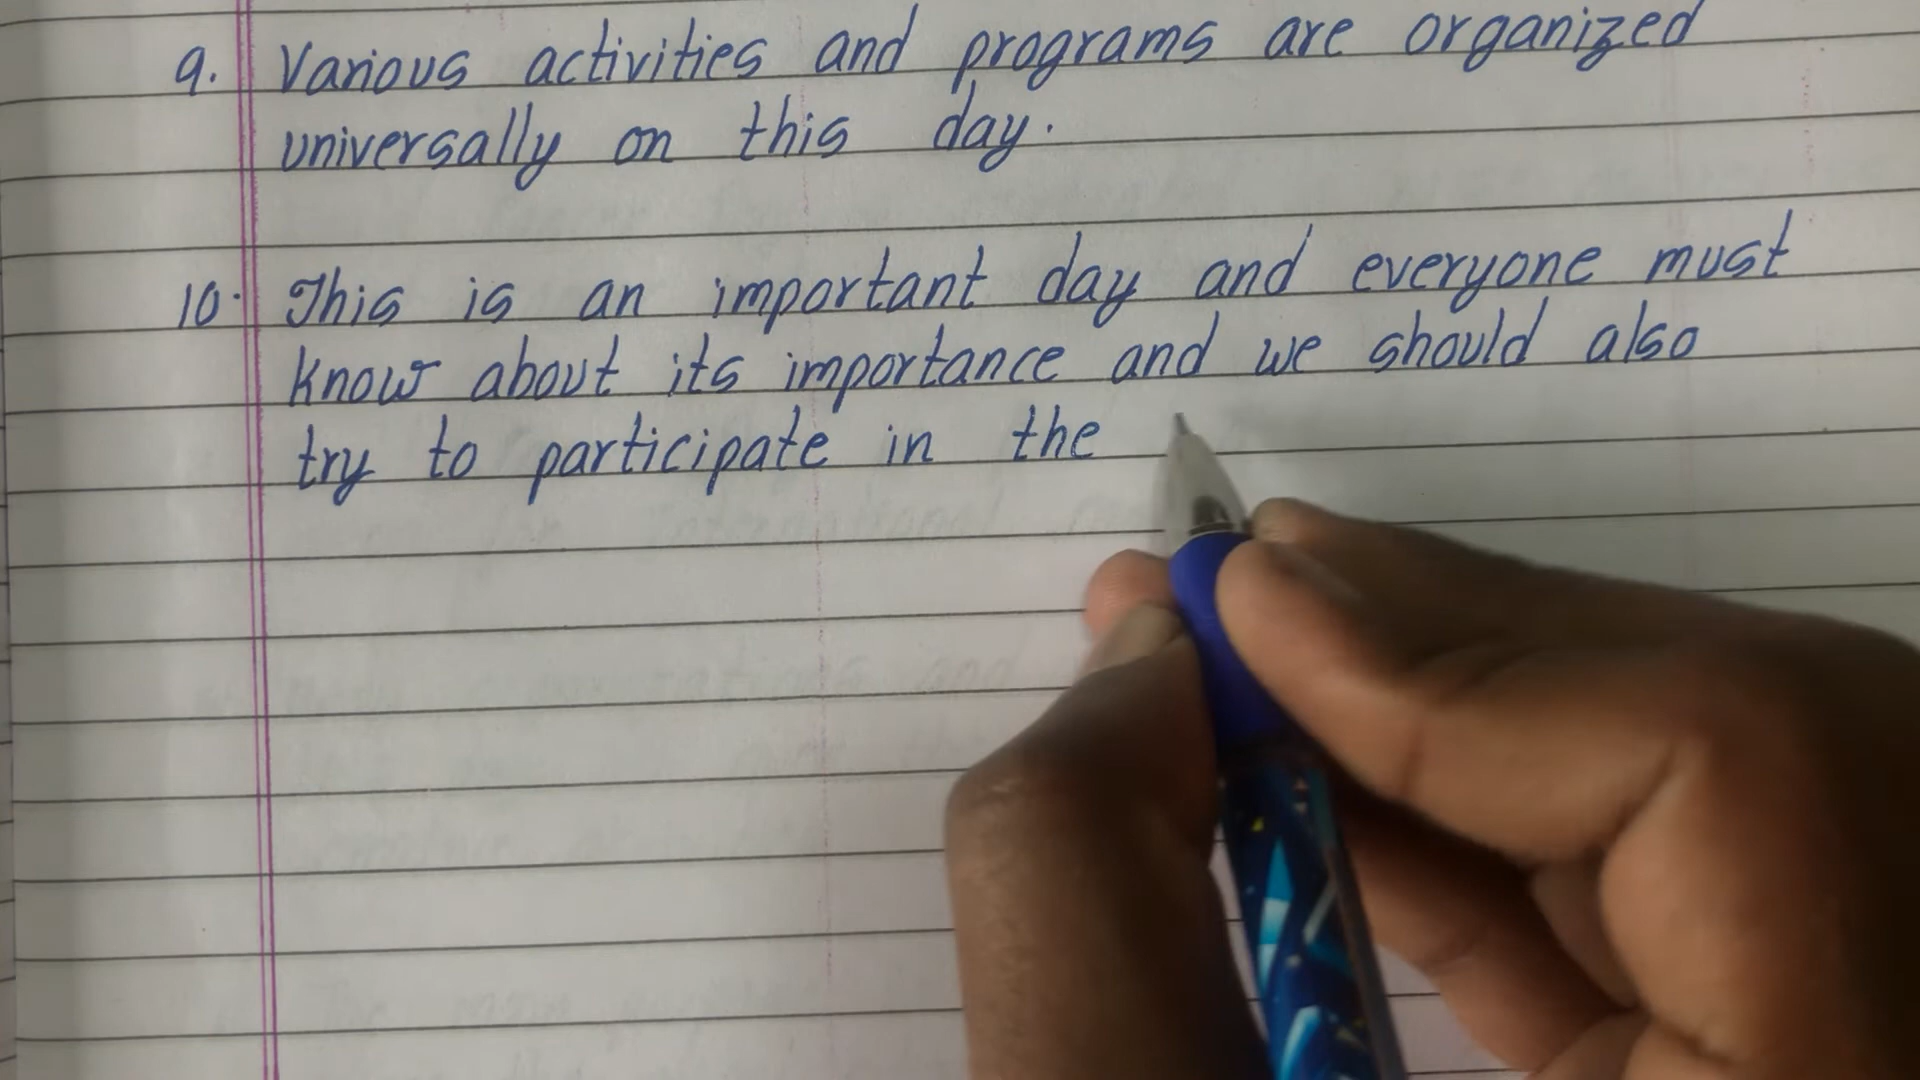 9. Various activities and programs are organized
universally on this day.
10. This is an important day and everyone must
know about its importance and we should also
try to participate in the